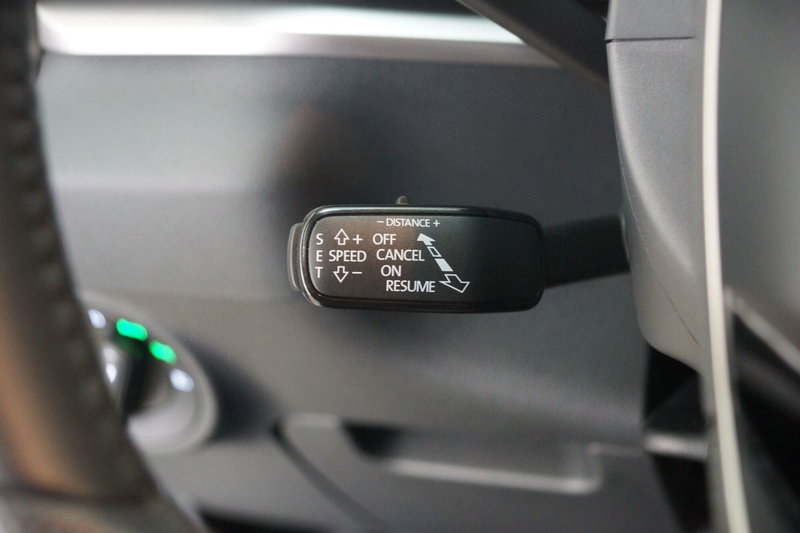 − DISTANCE +
S + OFF
E SPEED CANCEL
T − ON
RESUME